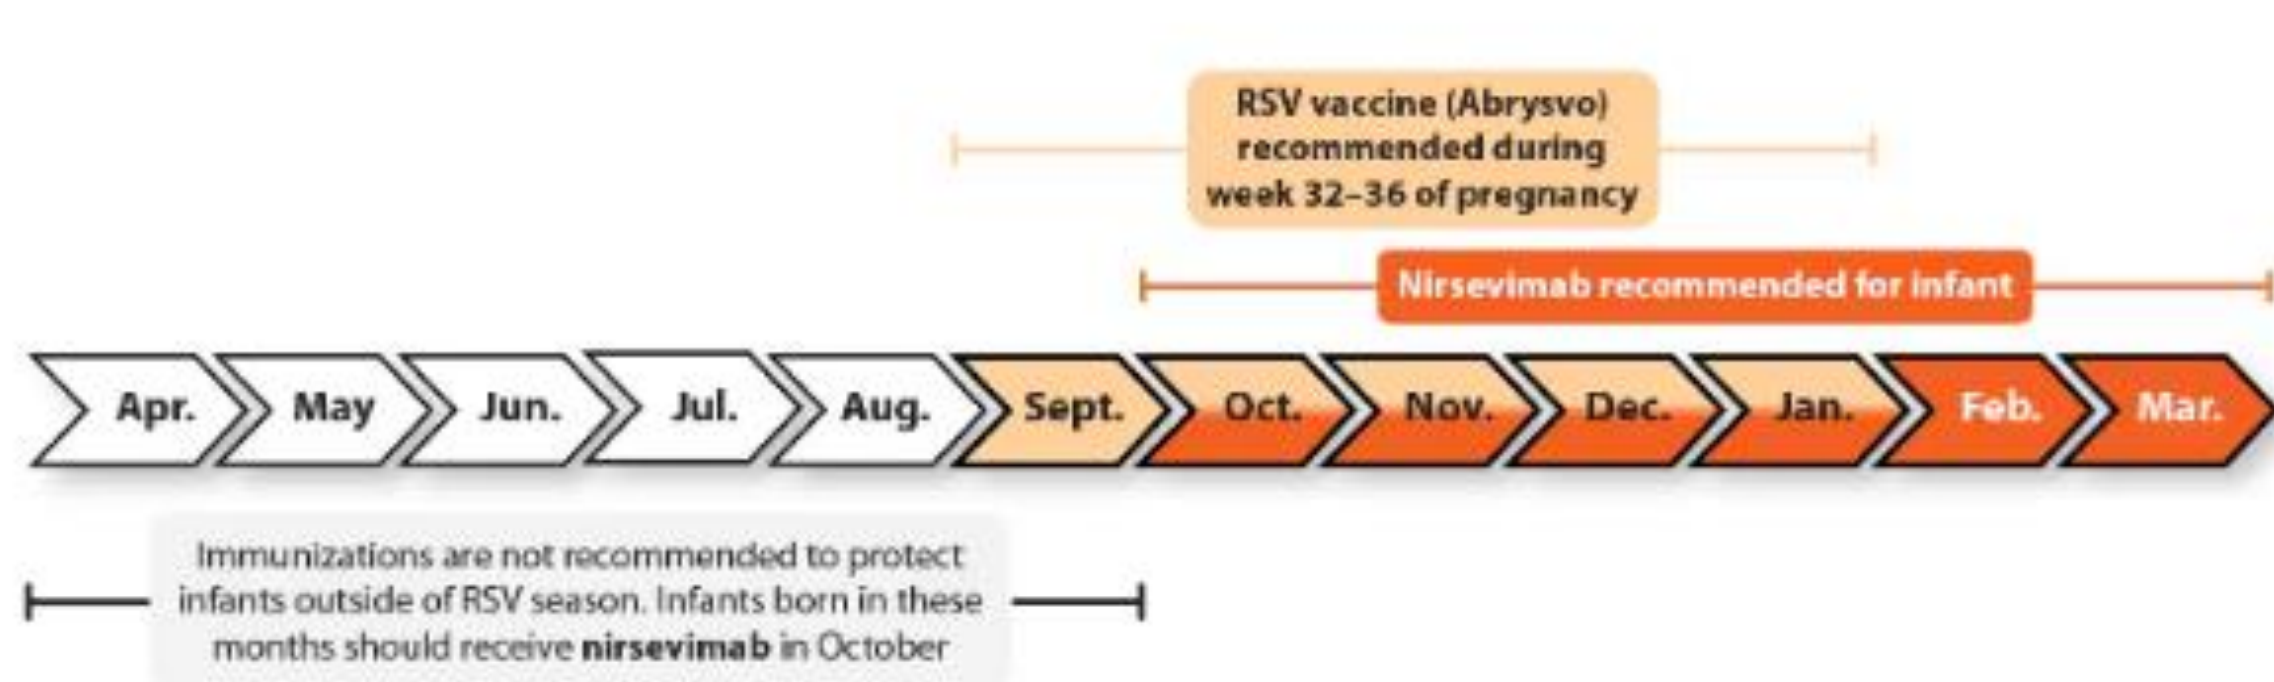 RSV vaccine (Abrysvo)
recommended during
week 32–36 of pregnancy
Nirsevimab recommended for infant
Apr. May Jun. Jul. Aug. Sept. Oct. Nov. Dec. Jan. Feb. Mar.
Immunizations are not recommended to protect
infants outside of RSV season. Infants born in these
months should receive nirsevimab in October